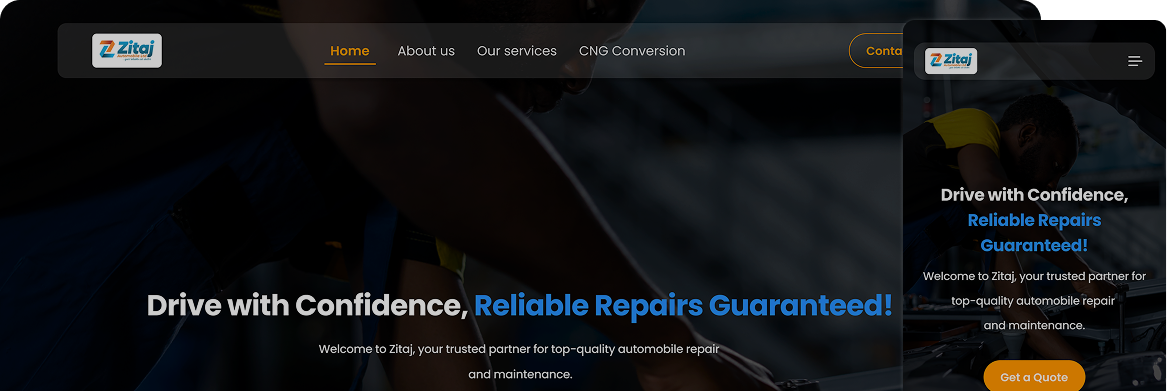 Zitaj
Home
About us
Our services
CNG Conversion
Conta
Drive with Confidence, Reliable Repairs Guaranteed!
Welcome to Zitaj, your trusted partner for top-quality automobile repair
and maintenance.
Zitaj
Drive with Confidence,
Reliable Repairs
Guaranteed!
Welcome to Zitaj, your trusted partner for
top-quality automobile repair
and maintenance.
Get a Quote